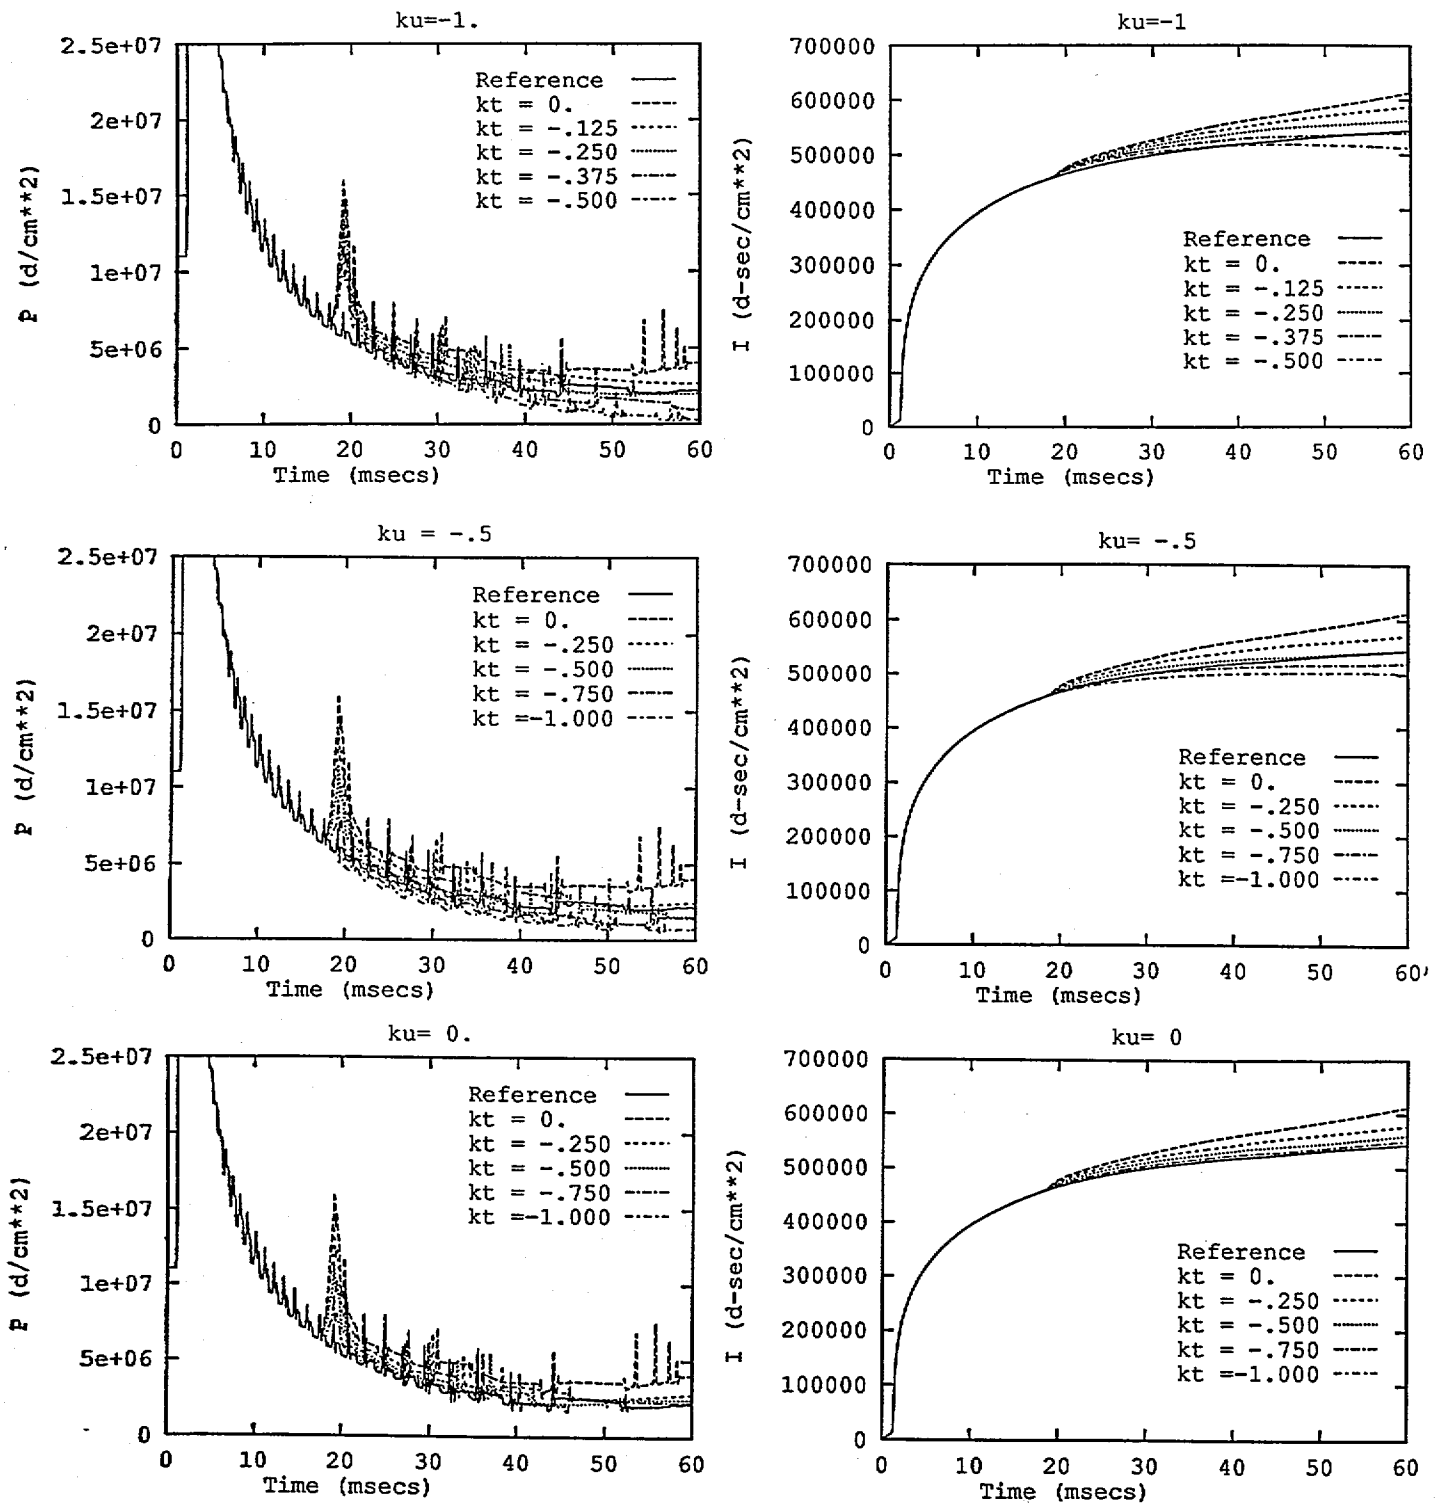 ku=-1.
2.5e+07
2e+07
1.5e+07
1e+07
5e+06
0
p (d/cm**2)
Reference
kt = 0.
kt = -.125
kt = -.250
kt = -.375
kt = -.500
0 10 20 30 40 50 60
Time (msecs)
ku=-1
700000
600000
500000
400000
300000
200000
100000
0
I (d-sec/cm**2)
Reference
kt = 0.
kt = -.125
kt = -.250
kt = -.375
kt = -.500
0 10 20 30 40 50 60
Time (msecs)
ku = -.5
2.5e+07
2e+07
1.5e+07
1e+07
5e+06
0
p (d/cm**2)
Reference
kt = 0.
kt = -.250
kt = -.500
kt = -.750
kt =-1.000
0 10 20 30 40 50 60
Time (msecs)
ku= -.5
700000
600000
500000
400000
300000
200000
100000
0
I (d-sec/cm**2)
Reference
kt = 0.
kt = -.250
kt = -.500
kt = -.750
kt =-1.000
0 10 20 30 40 50 60
Time (msecs)
ku= 0.
2.5e+07
2e+07
1.5e+07
1e+07
5e+06
0
p (d/cm**2)
Reference
kt = 0.
kt = -.250
kt = -.500
kt = -.750
kt =-1.000
0 10 20 30 40 50 60
Time (msecs)
ku= 0
700000
600000
500000
400000
300000
200000
100000
0
I (d-sec/cm**2)
Reference
kt = 0.
kt = -.250
kt = -.500
kt = -.750
kt =-1.000
0 10 20 30 40 50 60
Time (msecs)